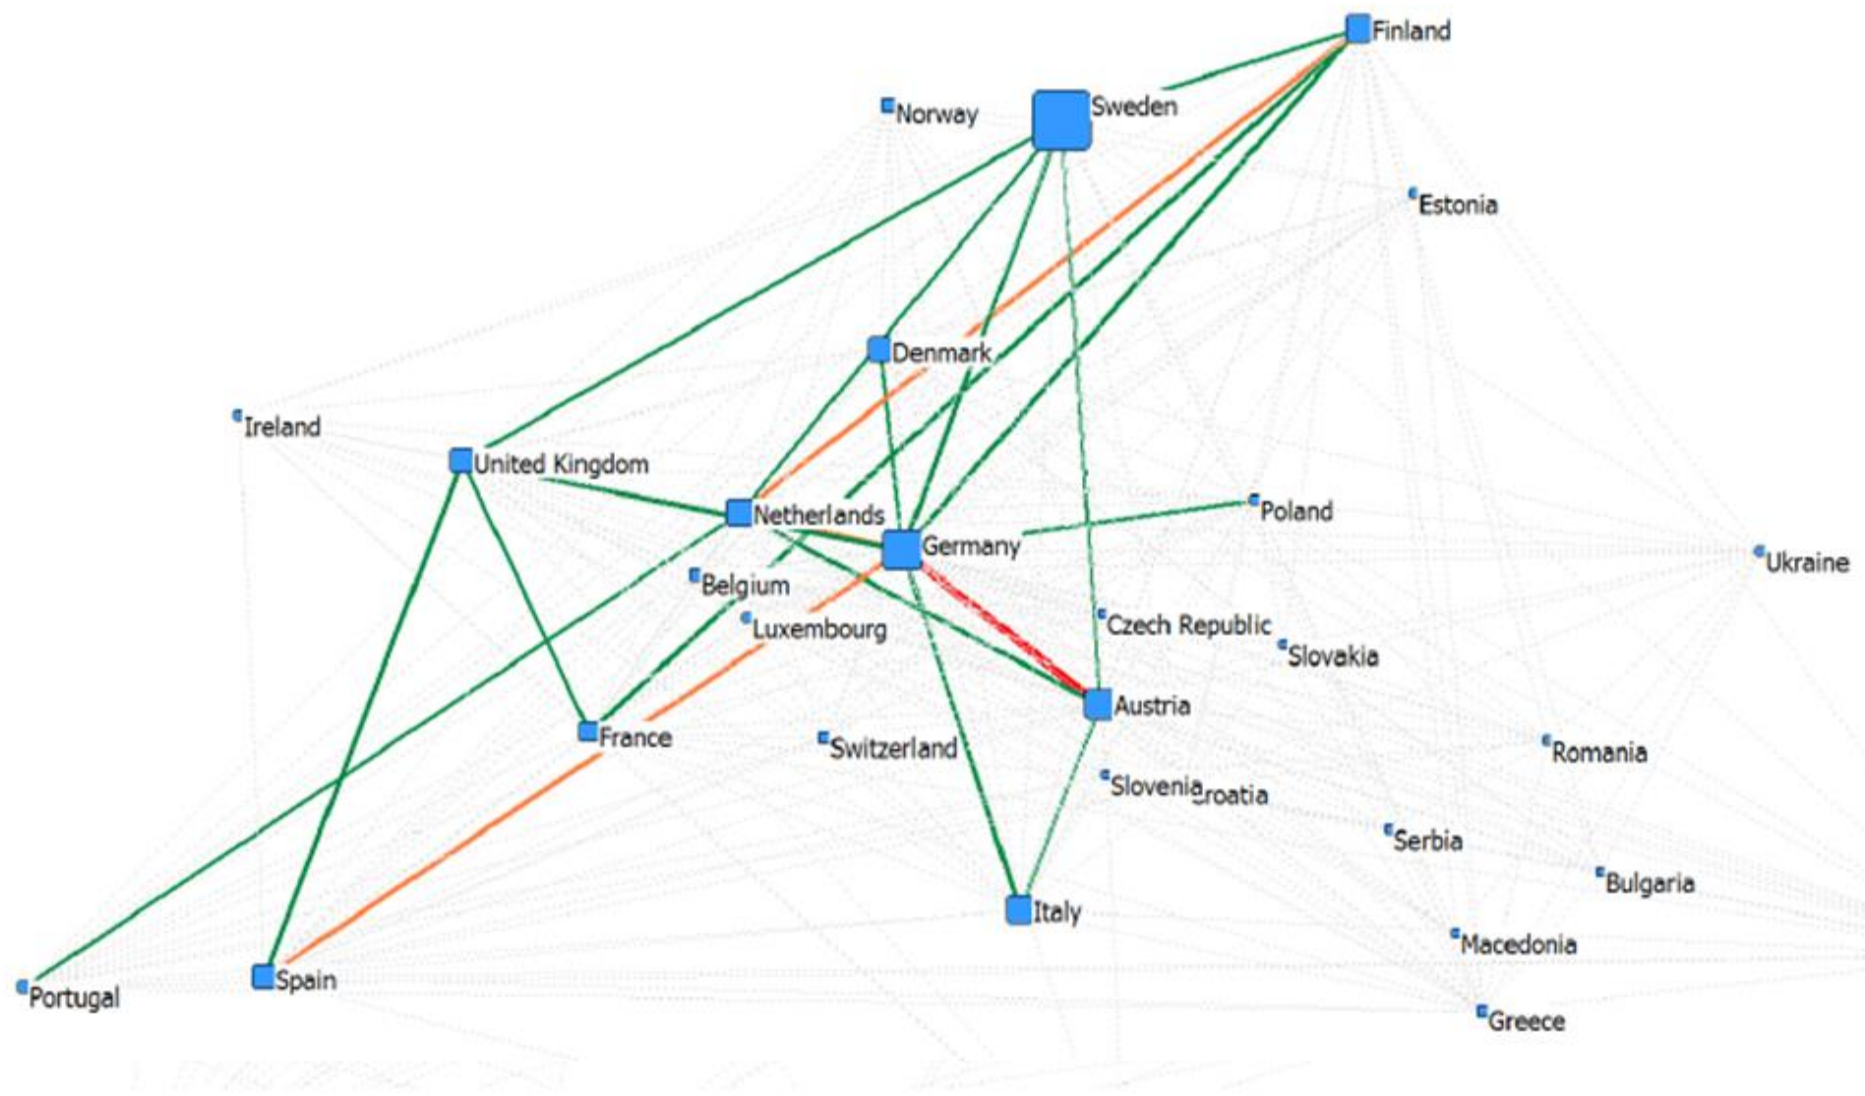 Finland
Sweden
Norway
Estonia
Denmark
Ireland
United Kingdom
Netherlands
Poland
Germany
Ukraine
Belgium
Luxembourg
Czech Republic
Slovakia
Austria
France
Switzerland
Romania
Slovenia
roatia
Serbia
Bulgaria
Italy
Macedonia
Spain
Portugal
Greece